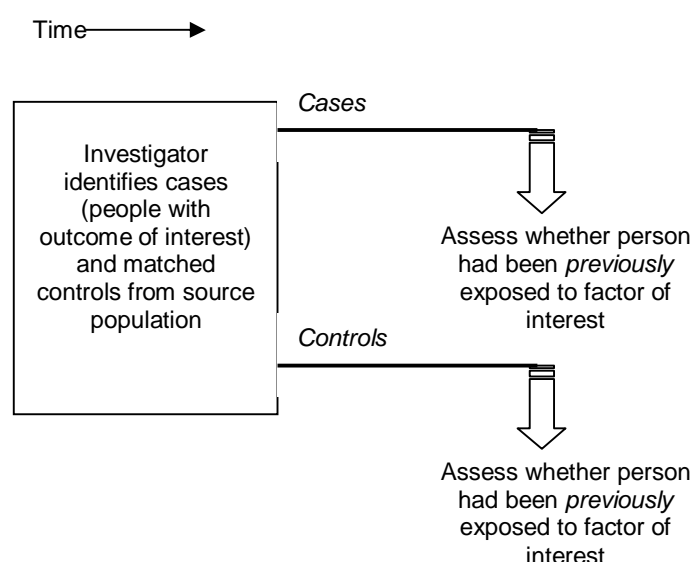 Time
Cases
Investigator
identifies cases
(people with
outcome of interest)
and matched
controls from source
population
Assess whether person
had been previously
exposed to factor of
interest
Controls
Assess whether person
had been previously
exposed to factor of
interest